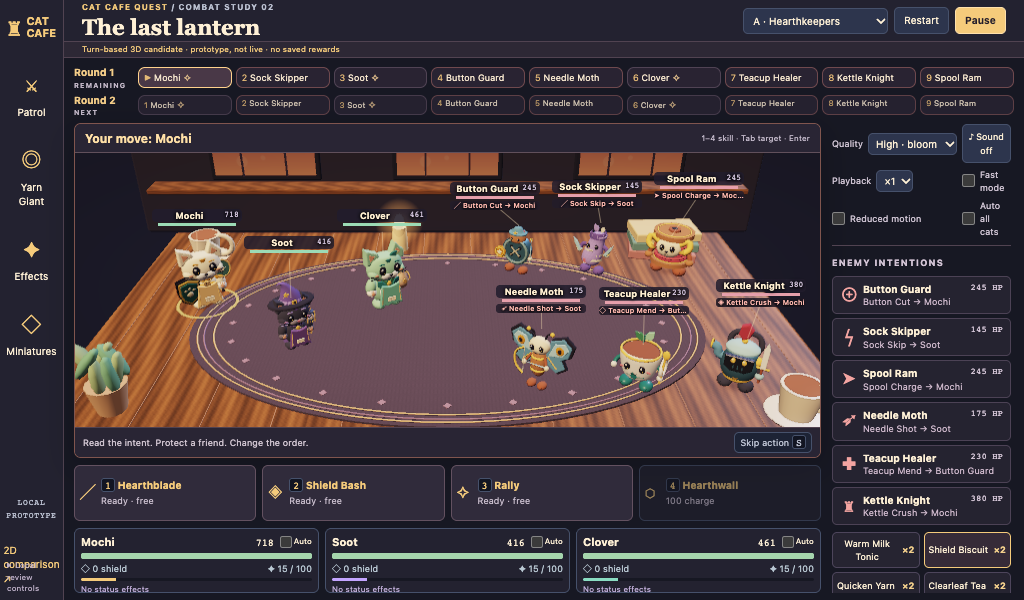 CAT
CAFE
CAT CAFE QUEST / COMBAT STUDY 02
The last lantern
A · Hearthkeepers
Restart
Pause
Turn-based 3D candidate · prototype, not live · no saved rewards
Round 1
REMAINING
▶ Mochi ✧
2 Sock Skipper
3 Soot ✧
4 Button Guard
5 Needle Moth
6 Clover ✧
7 Teacup Healer
8 Kettle Knight
9 Spool Ram
Round 2
NEXT
1 Mochi ✧
2 Sock Skipper
3 Soot ✧
4 Button Guard
5 Needle Moth
6 Clover ✧
7 Teacup Healer
8 Kettle Knight
9 Spool Ram
Patrol
Yarn
Giant
Effects
Miniatures
LOCAL
PROTOTYPE
2D
comparison
review
controls
Your move: Mochi
1–4 skill · Tab target · Enter
Mochi 718
Soot 416
Clover 461
Button Guard 245
Button Cut → Mochi
Sock Skipper 145
Sock Skip → Soot
Spool Ram 245
Spool Charge → Moc...
Needle Moth 175
Needle Shot → Soot
Teacup Healer 230
Teacup Mend → But...
Kettle Knight 380
Kettle Crush → Mochi
Read the intent. Protect a friend. Change the order.
Skip action S
1 Hearthblade
Ready · free
2 Shield Bash
Ready · free
3 Rally
Ready · free
4 Hearthwall
100 charge
Mochi 718 Auto
0 shield 15 / 100
No status effects
Soot 416 Auto
0 shield 15 / 100
No status effects
Clover 461 Auto
0 shield 15 / 100
No status effects
Quality High · bloom
♪ Sound
off
Playback x1
Fast
mode
Reduced motion
Auto
all
cats
ENEMY INTENTIONS
Button Guard 245 HP
Button Cut → Mochi
Sock Skipper 145 HP
Sock Skip → Soot
Spool Ram 245 HP
Spool Charge → Mochi
Needle Moth 175 HP
Needle Shot → Soot
Teacup Healer 230 HP
Teacup Mend → Button Guard
Kettle Knight 380 HP
Kettle Crush → Mochi
Warm Milk
Tonic ×2
Shield Biscuit ×2
Quicken Yarn ×2
Clearleaf Tea ×2